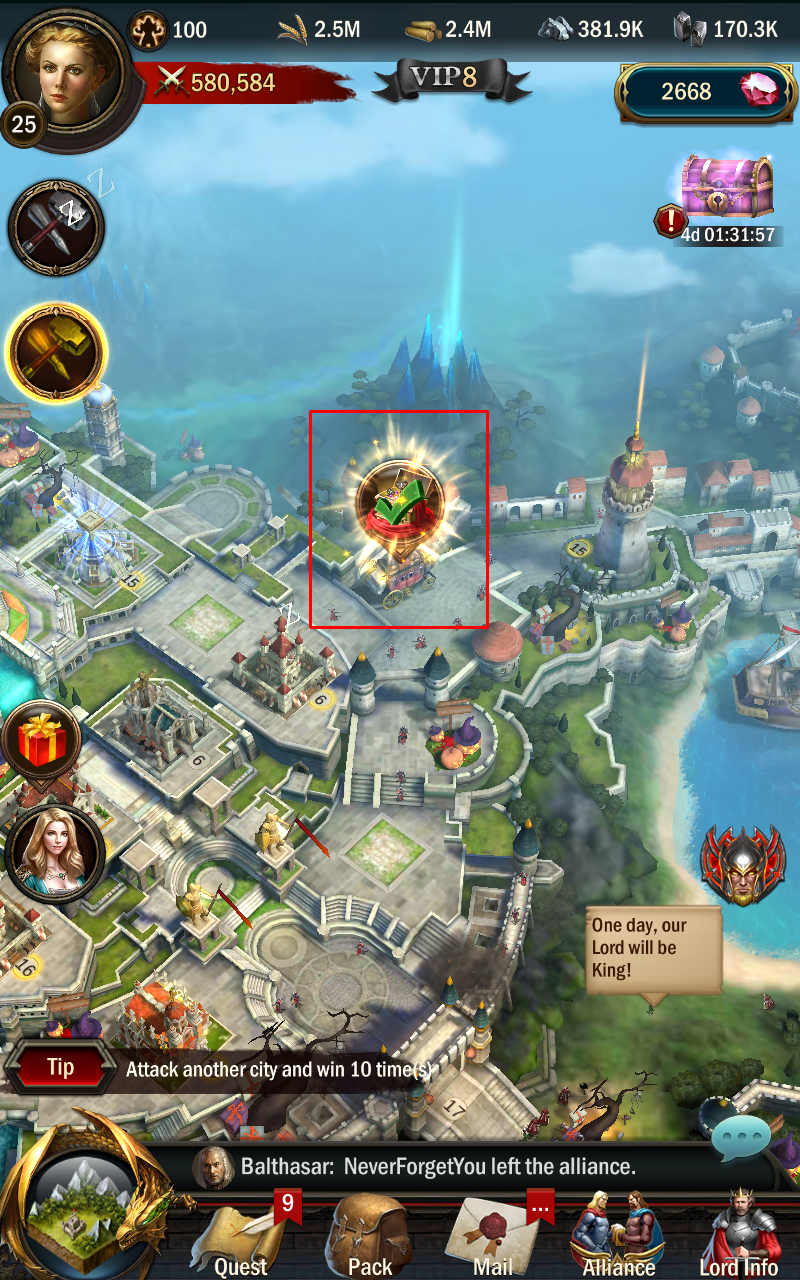 100
2.5M
2.4M
381.9K
170.3K
580,584
VIP8
2668
25
4d 01:31:57
15
15
6
6
16
One day, our
Lord will be
King!
Tip
Attack another city and win 10 time(s)
17
Balthasar: NeverForgetYou left the alliance.
9
...
Quest
Pack
Mail
Alliance
Lord Info